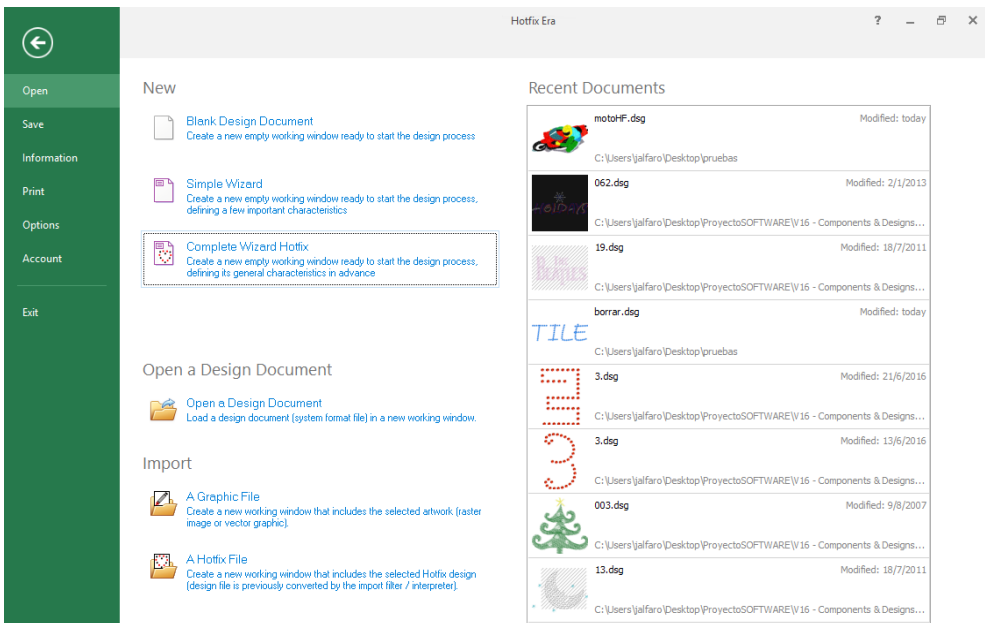 Hotfix Era
?
Open
Save
Information
Print
Options
Account
Exit
New
Blank Design Document
Create a new empty working window ready to start the design process
Simple Wizard
Create a new empty working window ready to start the design process,
defining a few important characteristics
Complete Wizard Hotfix
Create a new empty working window ready to start the design process,
defining its general characteristics in advance
Open a Design Document
Open a Design Document
Load a design document (system format file) in a new working window.
Import
A Graphic File
Create a new working window that includes the selected artwork (raster
image or vector graphic).
A Hotfix File
Create a new working window that includes the selected Hotfix design
(design file is previously converted by the import filter / interpreter).
Recent Documents
motoHF.dsg Modified: today
C:\Users\jalfaro\Desktop\pruebas
062.dsg Modified: 2/1/2013
HOlDAYS
C:\Users\jalfaro\Desktop\ProyectoSOFTWARE\V16 - Components & Designs...
19.dsg Modified: 18/7/2011
BEATLES
C:\Users\jalfaro\Desktop\ProyectoSOFTWARE\V16 - Components & Designs...
borrar.dsg Modified: today
TILE
C:\Users\jalfaro\Desktop\pruebas
3.dsg Modified: 21/6/2016
C:\Users\jalfaro\Desktop\ProyectoSOFTWARE\V16 - Components & Designs...
3.dsg Modified: 13/6/2016
3
C:\Users\jalfaro\Desktop\ProyectoSOFTWARE\V16 - Components & Designs...
003.dsg Modified: 9/8/2007
C:\Users\jalfaro\Desktop\ProyectoSOFTWARE\V16 - Components & Designs...
13.dsg Modified: 18/7/2011
C:\Users\jalfaro\Desktop\ProyectoSOFTWARE\V16 - Components & Designs...